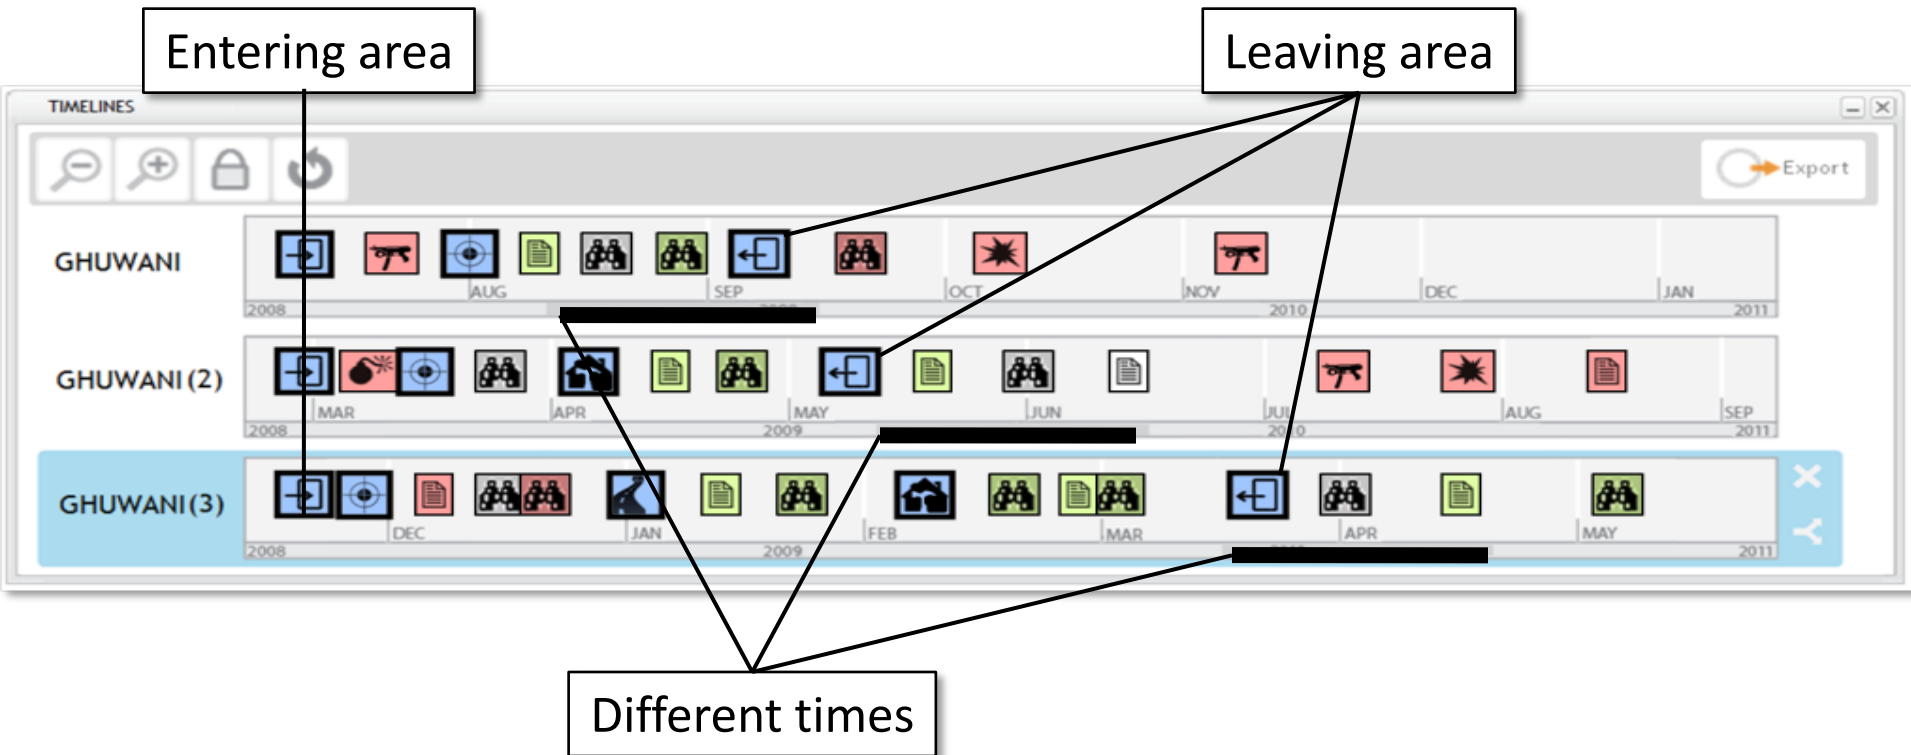 Entering area
Leaving area
TIMELINES
Export
GHUWANI
AUG SEP OCT NOV DEC JAN
2008 2010 2011
GHUWANI (2)
MAR APR MAY JUN JUL AUG SEP
2008 2009 2010 2011
GHUWANI (3)
DEC JAN FEB MAR APR MAY
2008 2009 2011
Different times